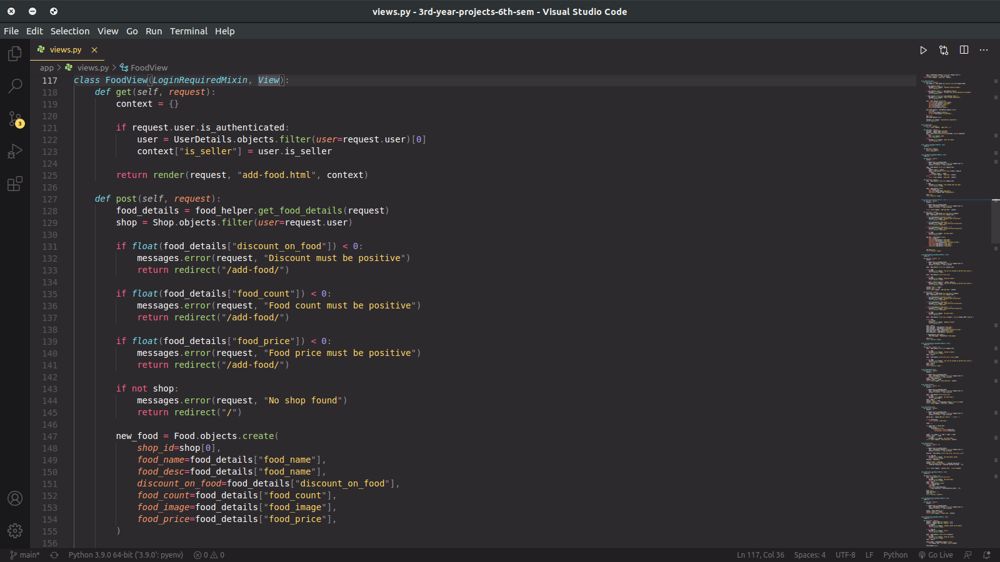 views.py - 3rd-year-projects-6th-sem - Visual Studio Code
File Edit Selection View Go Run Terminal Help
views.py
app > views.py > FoodView
117 class FoodView(LoginRequiredMixin, View):
118 def get(self, request):
119 context = {}
120
121 if request.user.is_authenticated:
122 user = UserDetails.objects.filter(user=request.user)[0]
123 context["is_seller"] = user.is_seller
124
125 return render(request, "add-food.html", context)
126
127 def post(self, request):
128 food_details = food_helper.get_food_details(request)
129 shop = Shop.objects.filter(user=request.user)
130
131 if float(food_details["discount_on_food"]) < 0:
132 messages.error(request, "Discount must be positive")
133 return redirect("/add-food/")
134
135 if float(food_details["food_count"]) < 0:
136 messages.error(request, "Food count must be positive")
137 return redirect("/add-food/")
138
139 if float(food_details["food_price"]) < 0:
140 messages.error(request, "Food price must be positive")
141 return redirect("/add-food/")
142
143 if not shop:
144 messages.error(request, "No shop found")
145 return redirect("/")
146
147 new_food = Food.objects.create(
148 shop_id=shop[0],
149 food_name=food_details["food_name"],
150 food_desc=food_details["food_name"],
151 discount_on_food=food_details["discount_on_food"],
152 food_count=food_details["food_count"],
153 food_image=food_details["food_image"],
154 food_price=food_details["food_price"],
155 )
156
3
main* Python 3.9.0 64-bit ('3.9.0': pyenv) 0 0 Ln 117, Col 36 Spaces: 4 UTF-8 LF Python Go Live